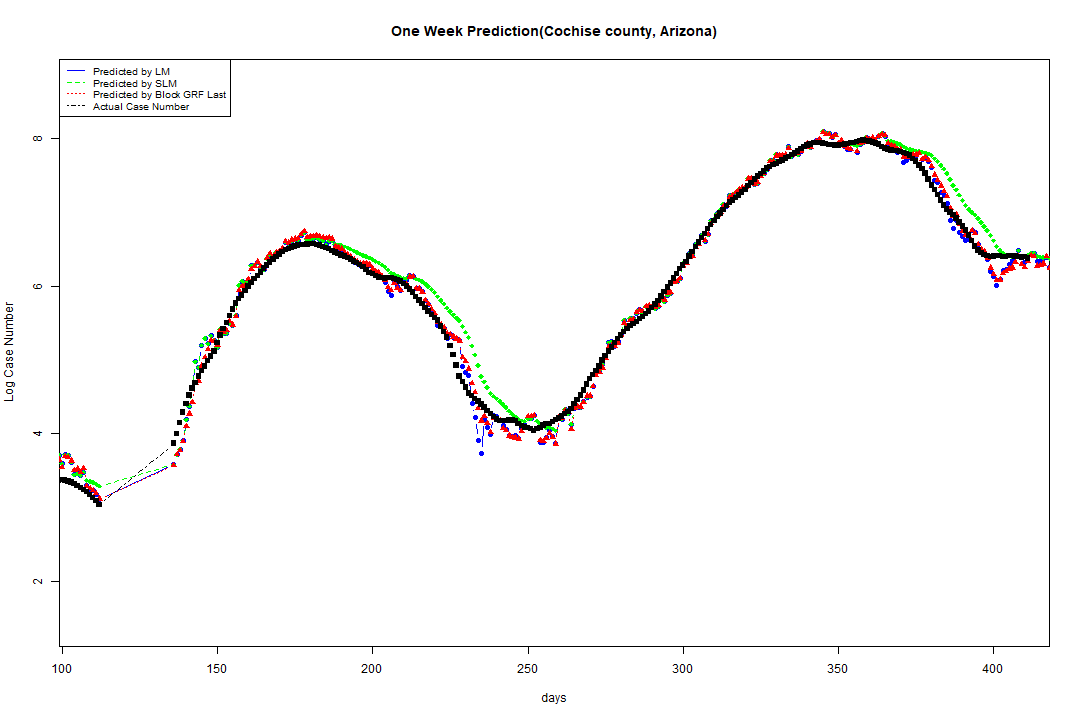 One Week Prediction(Cochise county, Arizona)
Predicted by LM
Predicted by SLM
Predicted by Block GRF Last
Actual Case Number
8
6
4
2
Log Case Number
100 150 200 250 300 350 400
days